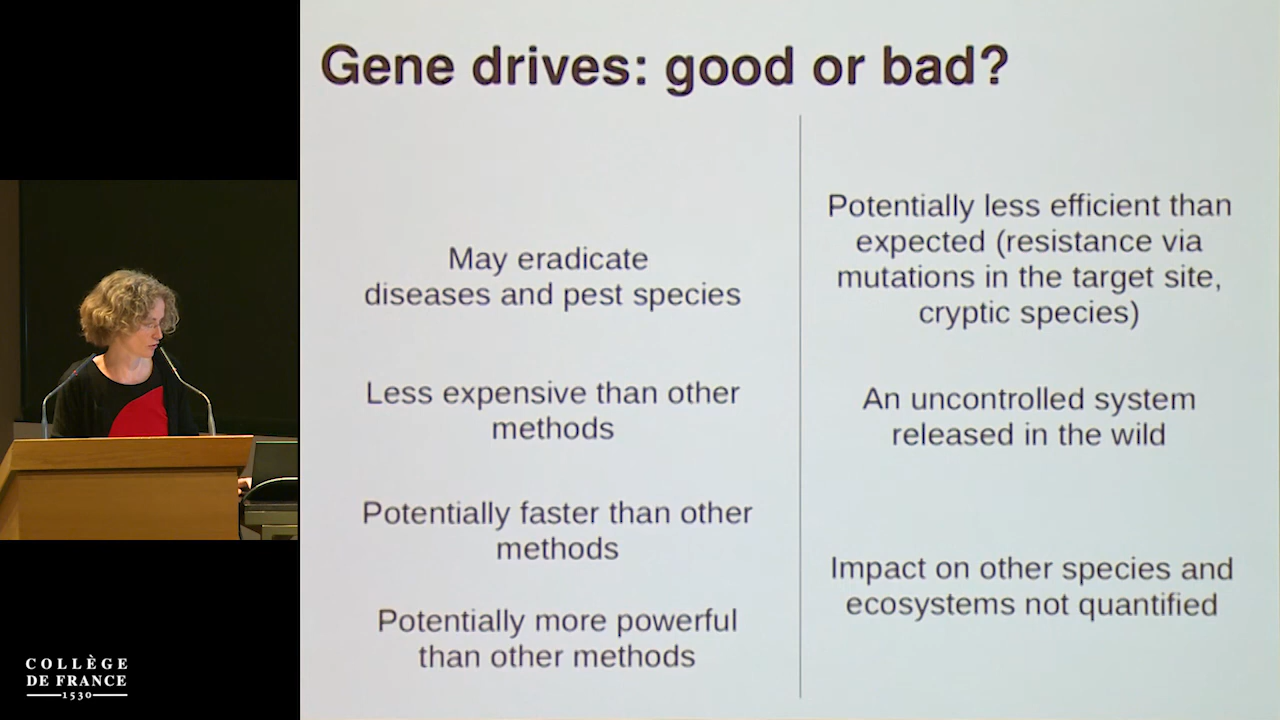 Gene drives: good or bad?
May eradicate
diseases and pest species
Less expensive than other
methods
Potentially faster than other
methods
Potentially more powerful
than other methods
Potentially less efficient than
expected (resistance via
mutations in the target site,
cryptic species)
An uncontrolled system
released in the wild
Impact on other species and
ecosystems not quantified
COLLÈGE
DE FRANCE
1530